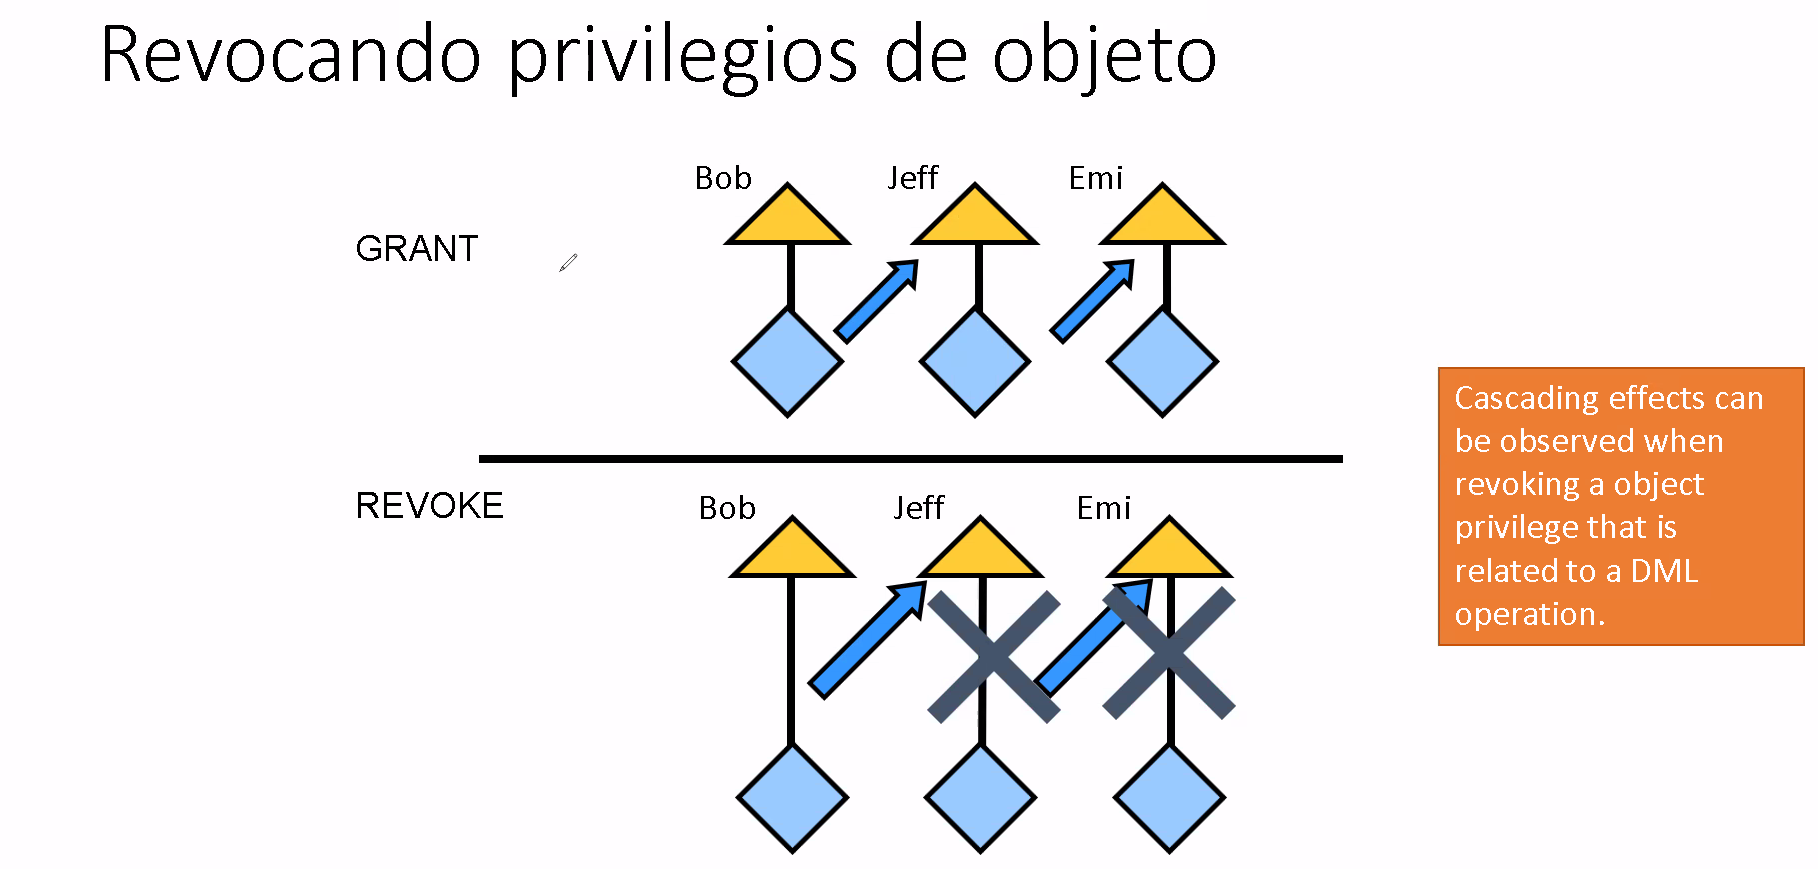 Revocando privilegios de objeto
Bob Jeff Emi
GRANT
REVOKE
Bob Jeff Emi
Cascading effects can
be observed when
revoking a object
privilege that is
related to a DML
operation.